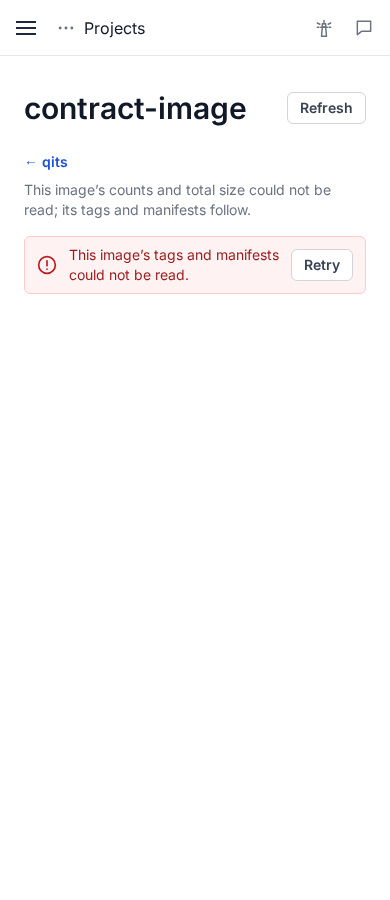 Projects
contract-image
Refresh
← qits
This image’s counts and total size could not be
read; its tags and manifests follow.
This image’s tags and manifests
could not be read.
Retry